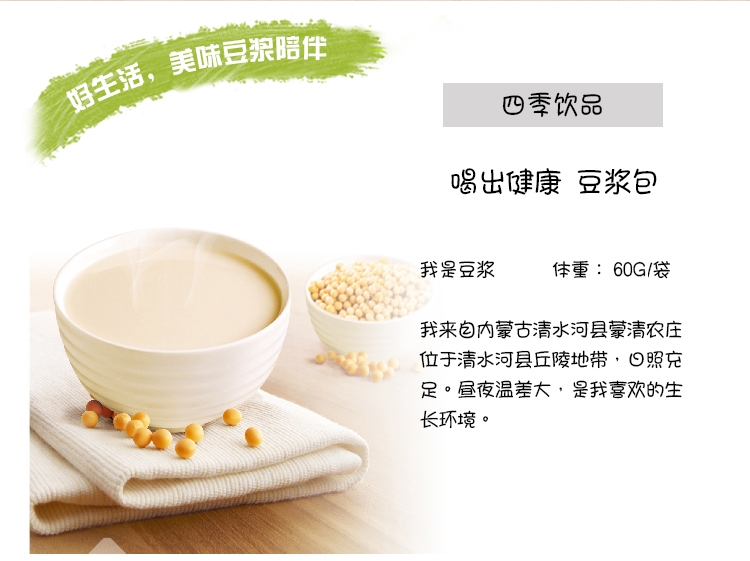 好生活，美味豆浆陪伴
四季饮品
喝出健康 豆浆包
我是豆浆 体重： 60G/袋
我来自内蒙古清水河县蒙清农庄
位于清水河县丘陵地带，日照充
足。昼夜温差大，是我喜欢的生
长环境。